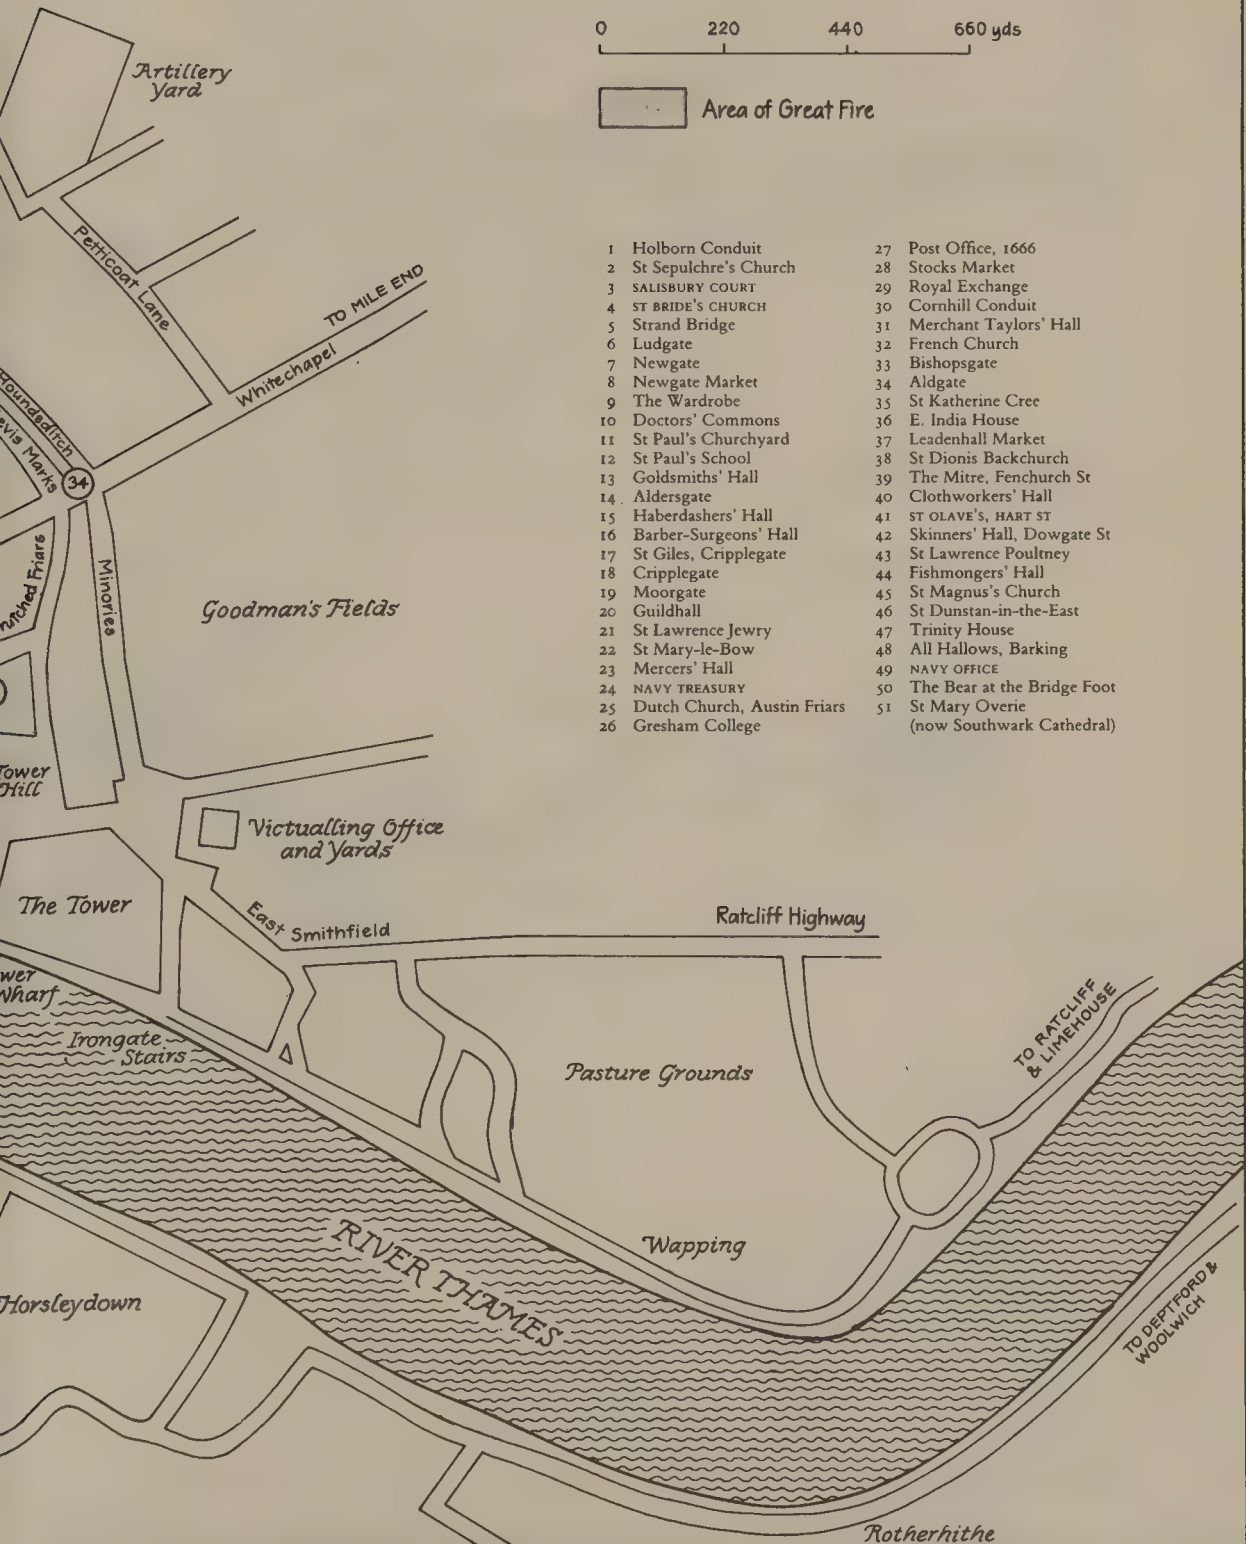 0 220 440 660 yds
Area of Great Fire
Artillery
Yard
Petticoat Lane
TO MILE END
Whitechapel
Houndsditch
evis Marks
34
rutched Friars
Minories
Goodman's Fields
1 Holborn Conduit
2 St Sepulchre's Church
3 SALISBURY COURT
4 ST BRIDE'S CHURCH
5 Strand Bridge
6 Ludgate
7 Newgate
8 Newgate Market
9 The Wardrobe
10 Doctors' Commons
11 St Paul's Churchyard
12 St Paul's School
13 Goldsmiths' Hall
14 Aldersgate
15 Haberdashers' Hall
16 Barber-Surgeons' Hall
17 St Giles, Cripplegate
18 Cripplegate
19 Moorgate
20 Guildhall
21 St Lawrence Jewry
22 St Mary-le-Bow
23 Mercers' Hall
24 NAVY TREASURY
25 Dutch Church, Austin Friars
26 Gresham College
27 Post Office, 1666
28 Stocks Market
29 Royal Exchange
30 Cornhill Conduit
31 Merchant Taylors' Hall
32 French Church
33 Bishopsgate
34 Aldgate
35 St Katherine Cree
36 E. India House
37 Leadenhall Market
38 St Dionis Backchurch
39 The Mitre, Fenchurch St
40 Clothworkers' Hall
41 ST OLAVE'S, HART ST
42 Skinners' Hall, Dowgate St
43 St Lawrence Poultney
44 Fishmongers' Hall
45 St Magnus's Church
46 St Dunstan-in-the-East
47 Trinity House
48 All Hallows, Barking
49 NAVY OFFICE
50 The Bear at the Bridge Foot
51 St Mary Overie
(now Southwark Cathedral)
Tower
Hill
Victualling Office
and Yards
The Tower
East Smithfield
Ratcliff Highway
wer
Wharf
Irongate
Stairs
Pasture Grounds
TO RATCLIFF
& LIMEHOUSE
Wapping
RIVER THAMES
Horsleydown
TO DEPTFORD &
WOOLWICH
Rotherhithe